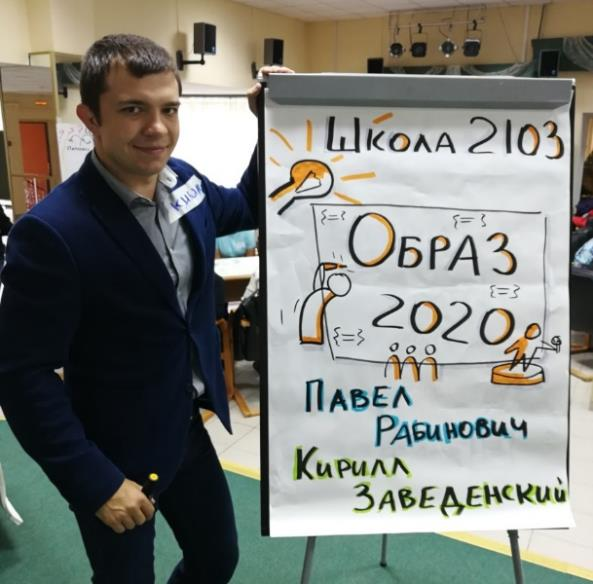 Школа 2103
{=}
{=}
Образ
{=}
2020
{=}
Павел
Рабинович
Кирилл
Заведенский